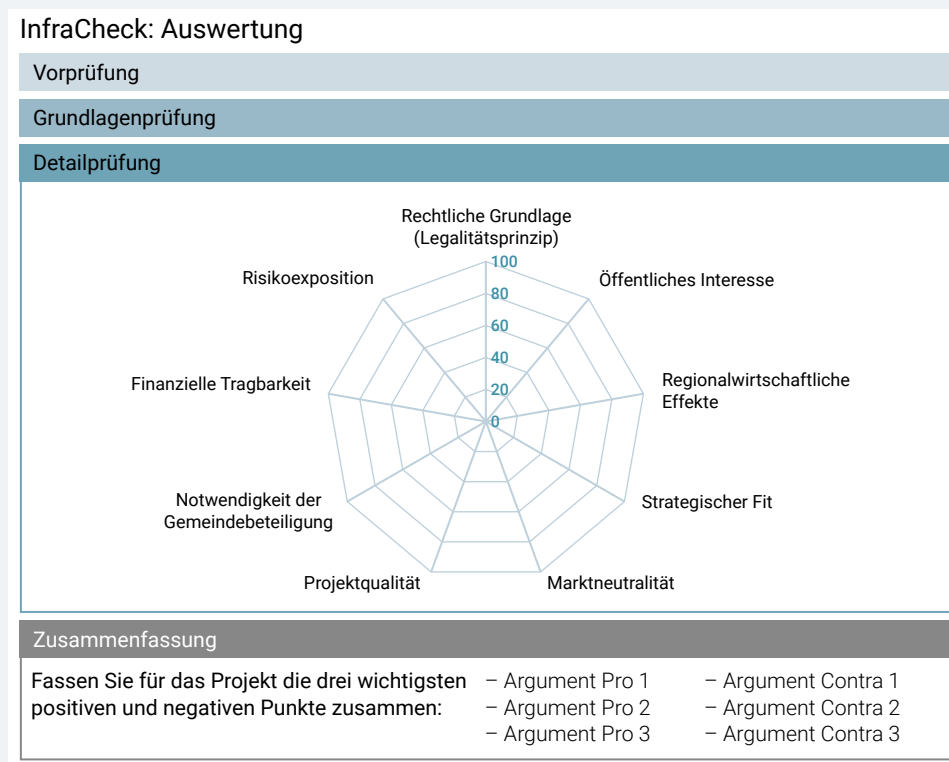 InfraCheck: Auswertung
Vorprüfung
Grundlagenprüfung
Detailprüfung
Rechtliche Grundlage
(Legalitätsprinzip)
100
80
60
40
20
0
Risikoexposition
Öffentliches Interesse
Finanzielle Tragbarkeit
Regionalwirtschaftliche
Effekte
Notwendigkeit der
Gemeindebeteiligung
Strategischer Fit
Projektqualität
Marktneutralität
Zusammenfassung
Fassen Sie für das Projekt die drei wichtigsten
positiven und negativen Punkte zusammen:
– Argument Pro 1
– Argument Pro 2
– Argument Pro 3
– Argument Contra 1
– Argument Contra 2
– Argument Contra 3